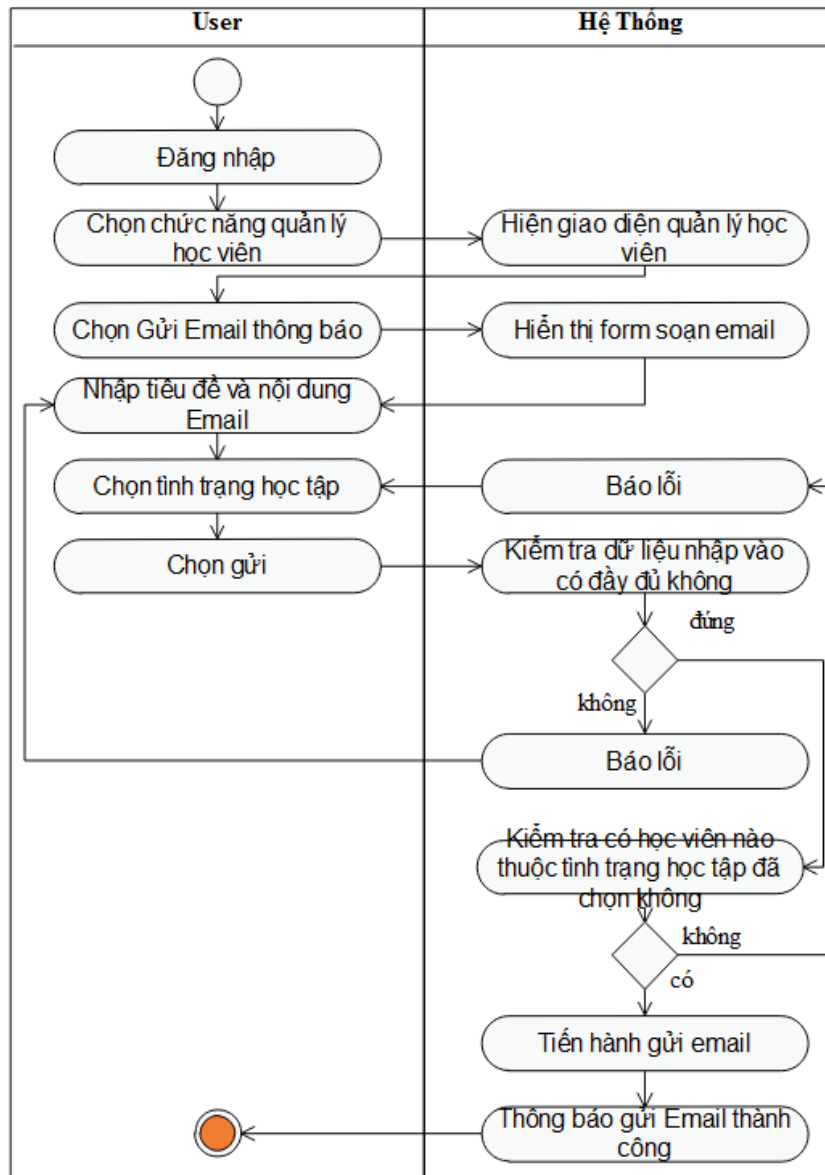 User
Hệ Thống
Đăng nhập
Chọn chức năng quản lý
học viên
Hiện giao diện quản lý học
viên
Chọn Gửi Email thông báo
Hiển thị form soạn email
Nhập tiêu đề và nội dung
Email
Chọn tình trạng học tập
Báo lỗi
Chọn gửi
Kiểm tra dữ liệu nhập vào
có đầy đủ không
đúng
không
Báo lỗi
Kiểm tra có học viên nào
thuộc tình trạng học tập đã
chọn không
không
có
Tiến hành gửi email
Thông báo gửi Email thành
công